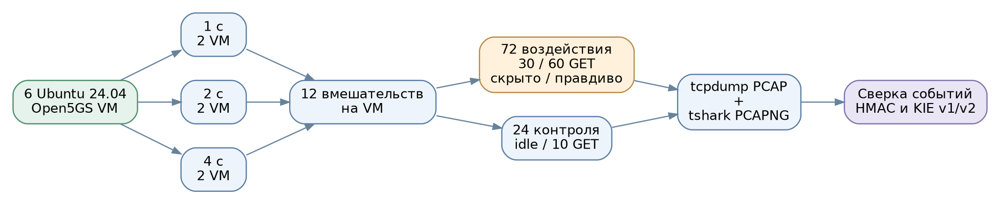 6 Ubuntu 24.04
Open5GS VM
1 с
2 VM
2 с
2 VM
4 с
2 VM
12 вмешательств
на VM
72 воздействия
30 / 60 GET
скрыто / правдиво
24 контроля
idle / 10 GET
tcpdump PCAP
+
tshark PCAPNG
Сверка событий
HMAC и KIE v1/v2